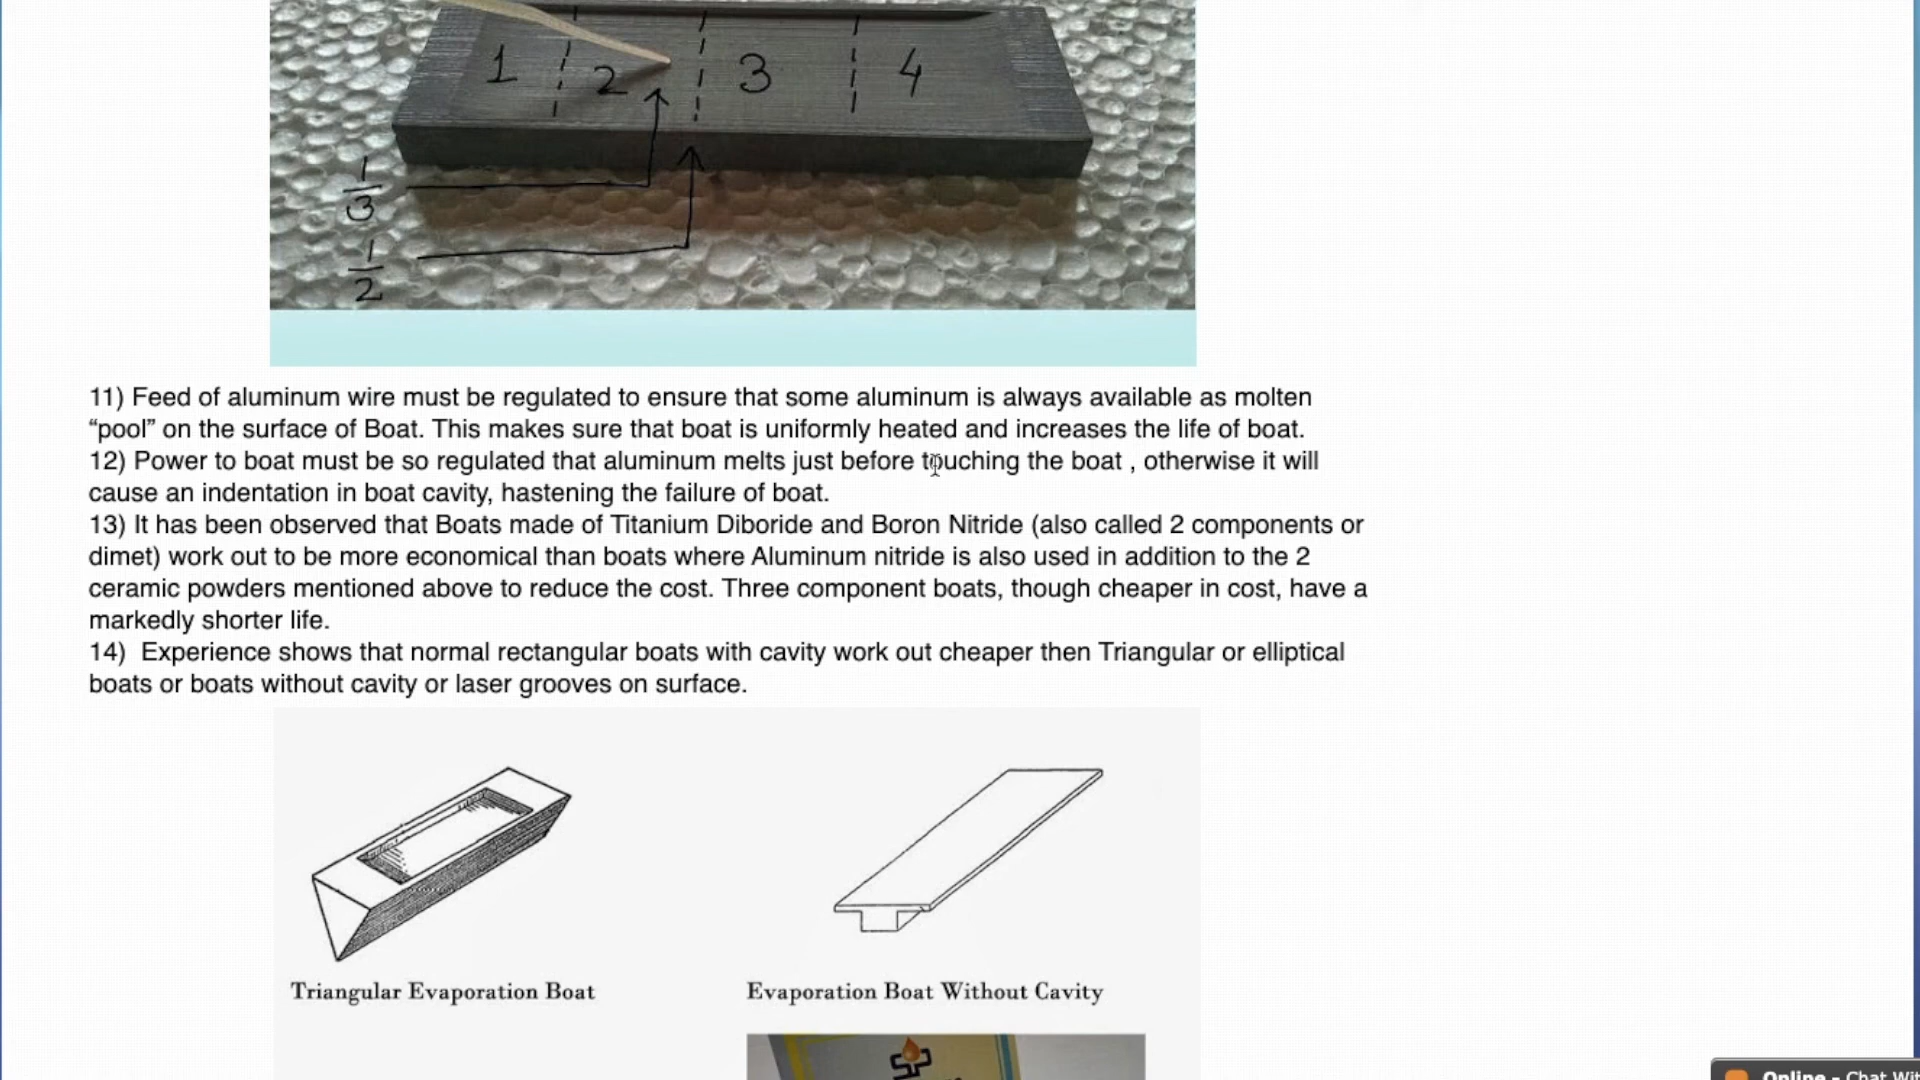 1 2 3 4
1
3
1
2
11) Feed of aluminum wire must be regulated to ensure that some aluminum is always available as molten
“pool” on the surface of Boat. This makes sure that boat is uniformly heated and increases the life of boat.
12) Power to boat must be so regulated that aluminum melts just before touching the boat , otherwise it will
cause an indentation in boat cavity, hastening the failure of boat.
13) It has been observed that Boats made of Titanium Diboride and Boron Nitride (also called 2 components or
dimet) work out to be more economical than boats where Aluminum nitride is also used in addition to the 2
ceramic powders mentioned above to reduce the cost. Three component boats, though cheaper in cost, have a
markedly shorter life.
14)  Experience shows that normal rectangular boats with cavity work out cheaper then Triangular or elliptical
boats or boats without cavity or laser grooves on surface.
Triangular Evaporation Boat
Evaporation Boat Without Cavity
Online - Chat Wit